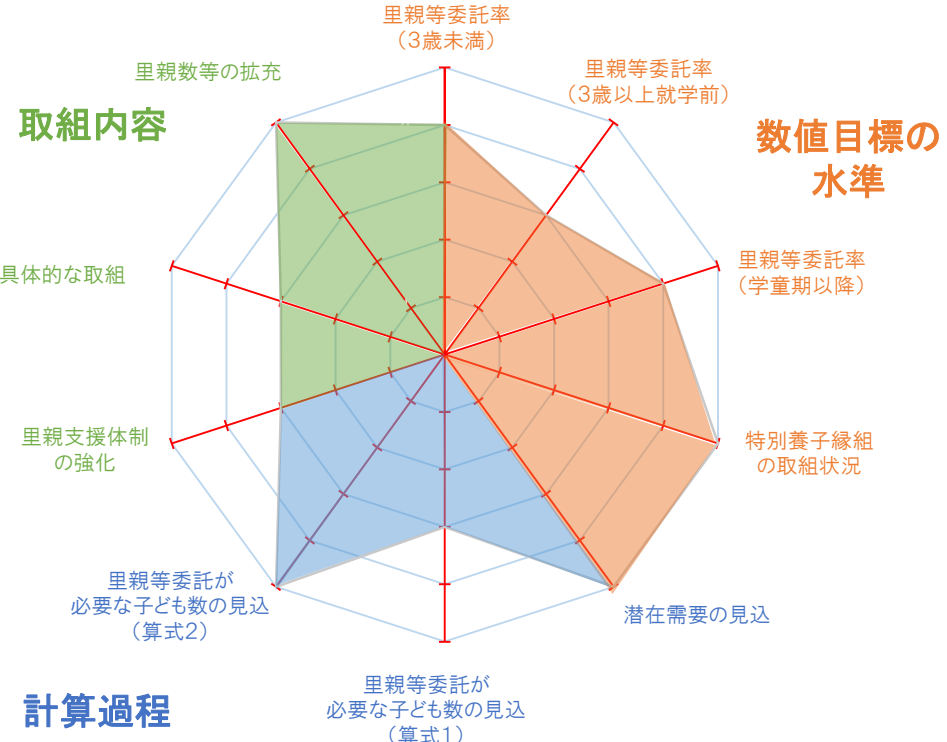 里親等委託率
（3歳未満）
里親等委託率
（3歳以上就学前）
数値目標の
水準
里親等委託率
（学童期以降）
特別養子縁組
の取組状況
潜在需要の見込
里親等委託が
必要な子ども数の見込
（算式1）
里親等委託が
必要な子ども数の見込
（算式2）
計算過程
里親支援体制
の強化
具体的な取組
取組内容
里親数等の拡充